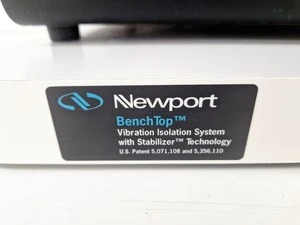 Newport
BenchTop™
Vibration Isolation System
with Stabilizer™ Technology
U.S. Patent 5,071,108 and 5,356,110